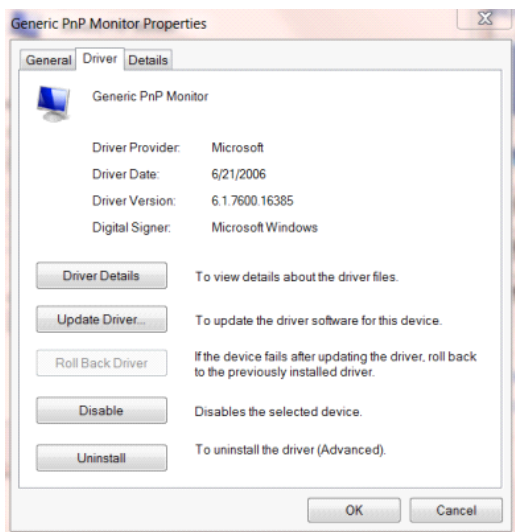 Generic PnP Monitor Properties
General Driver Details
Generic PnP Monitor
Driver Provider: Microsoft
Driver Date: 6/21/2006
Driver Version: 6.1.7600.16385
Digital Signer: Microsoft Windows
Driver Details To view details about the driver files.
Update Driver... To update the driver software for this device.
Roll Back Driver If the device fails after updating the driver, roll back
to the previously installed driver.
Disable Disables the selected device.
Uninstall To uninstall the driver (Advanced).
OK Cancel